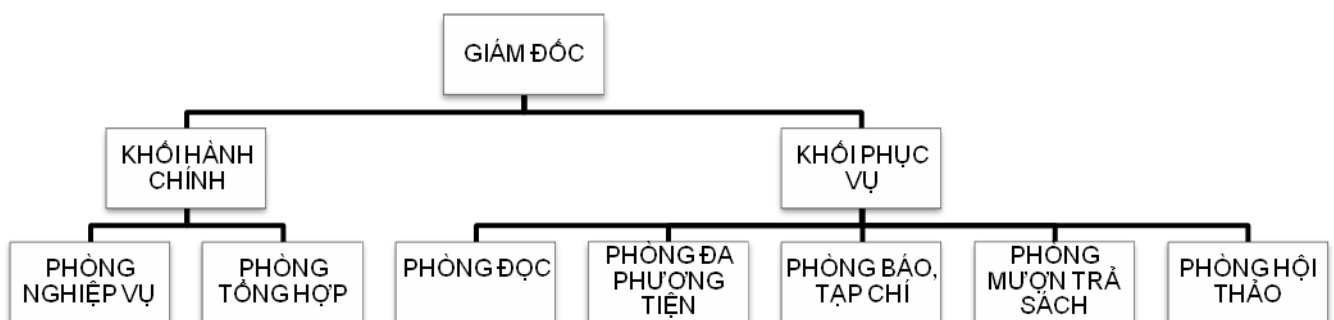 GIÁM ĐỐC
KHỐI HÀNH
CHÍNH
KHỐI PHỤC
VỤ
PHÒNG
NGHIỆP VỤ
PHÒNG
TỔNG HỢP
PHÒNG ĐỌC
PHÒNG ĐA
PHƯƠNG
TIỆN
PHÒNG BÁO,
TẠP CHÍ
PHÒNG
MƯỢN TRẢ
SÁCH
PHÒNG HỘI
THẢO